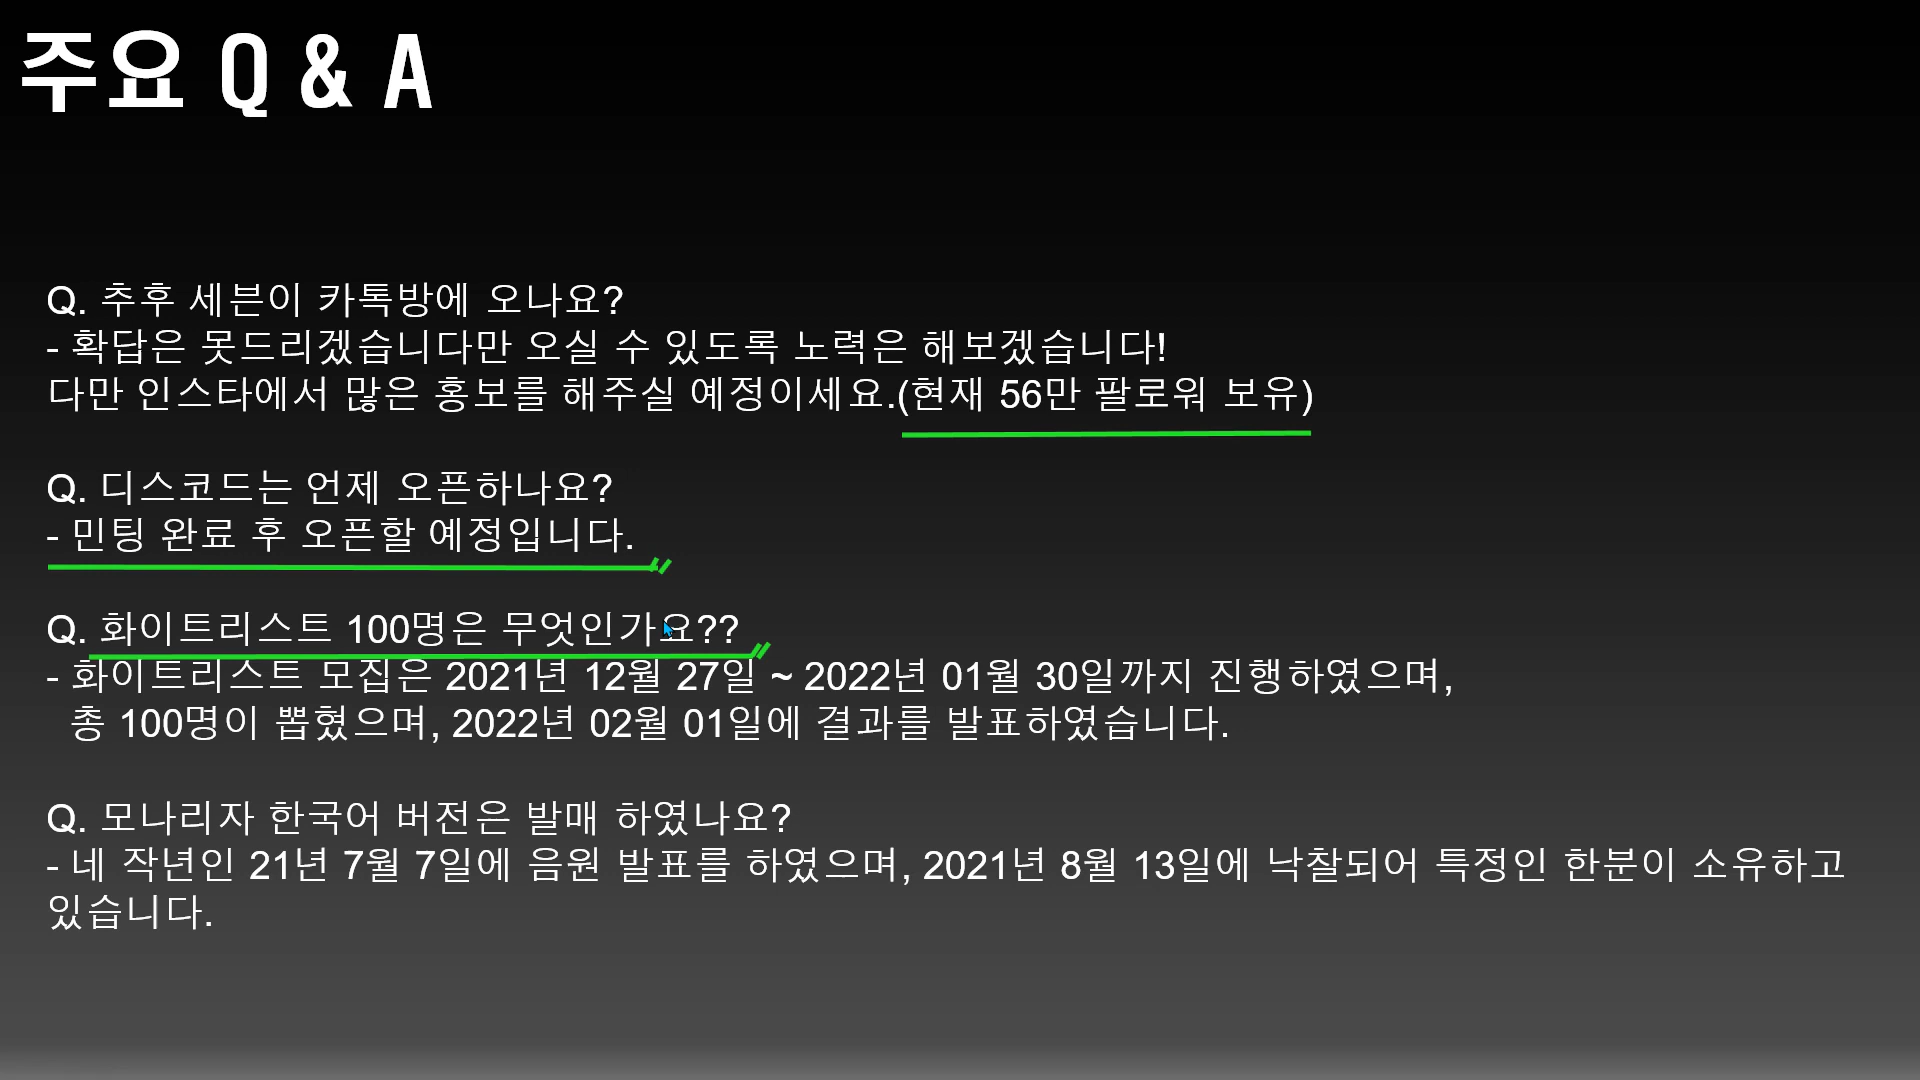 주요 Q & A
Q. 추후 세븐이 카톡방에 오나요?
- 확답은 못드리겠습니다만 오실 수 있도록 노력은 해보겠습니다!
다만 인스타에서 많은 홍보를 해주실 예정이세요.(현재 56만 팔로워 보유)
Q. 디스코드는 언제 오픈하나요?
- 민팅 완료 후 오픈할 예정입니다.
Q. 화이트리스트 100명은 무엇인가요??
- 화이트리스트 모집은 2021년 12월 27일 ~ 2022년 01월 30일까지 진행하였으며,
총 100명이 뽑혔으며, 2022년 02월 01일에 결과를 발표하였습니다.
Q. 모나리자 한국어 버전은 발매 하였나요?
- 네 작년인 21년 7월 7일에 음원 발표를 하였으며, 2021년 8월 13일에 낙찰되어 특정인 한분이 소유하고
있습니다.